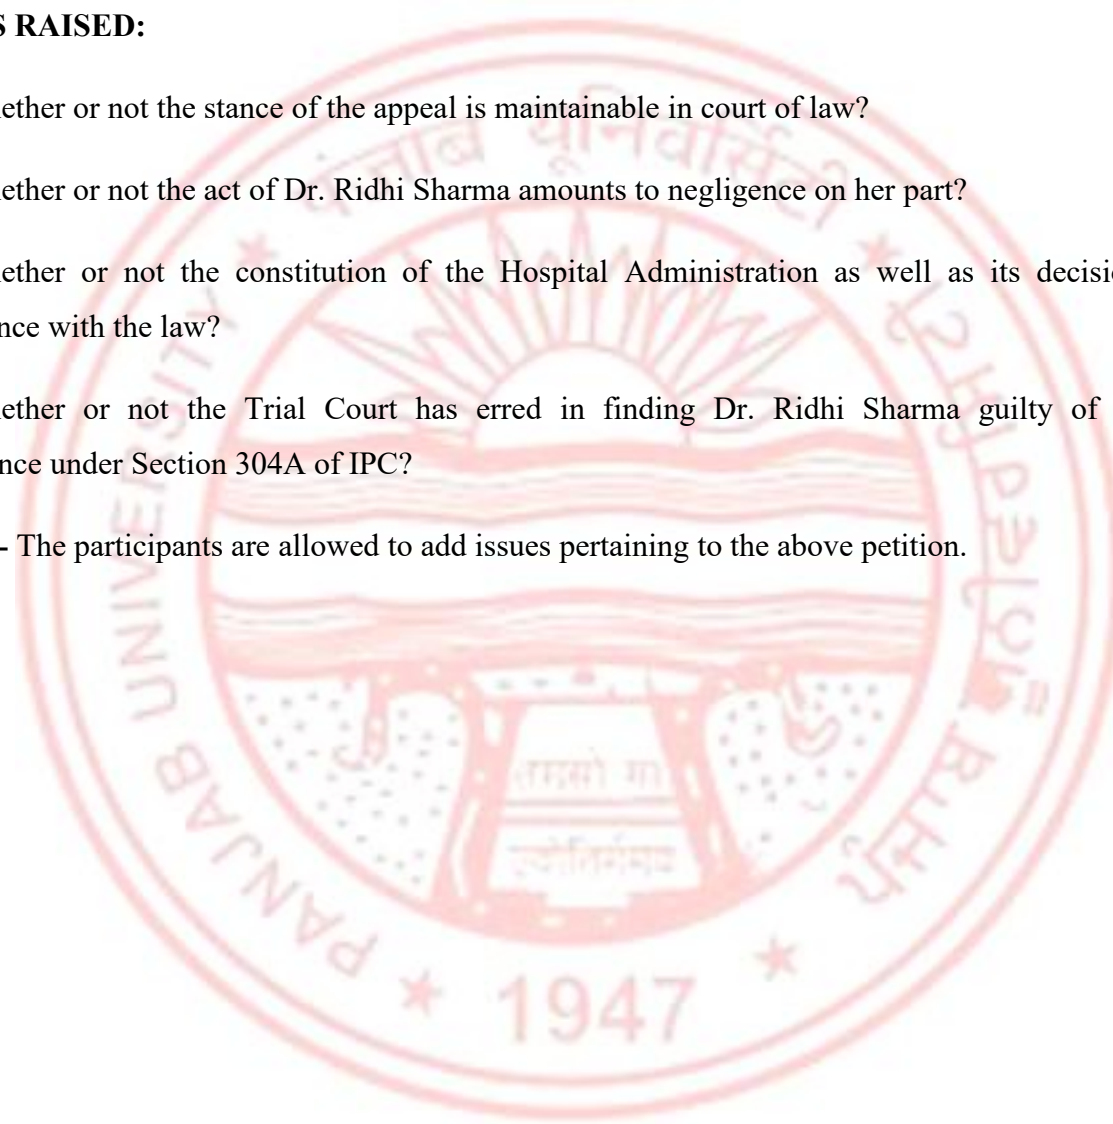 S RAISED:
ether or not the stance of the appeal is maintainable in court of law?
ether or not the act of Dr. Ridhi Sharma amounts to negligence on her part?
ether or not the constitution of the Hospital Administration as well as its decisi
nce with the law?
ether or not the Trial Court has erred in finding Dr. Ridhi Sharma guilty of
nce under Section 304A of IPC?
- The participants are allowed to add issues pertaining to the above petition.
PANJAB UNIVERSITY
पंजाब यूनिवर्सिटी
1947